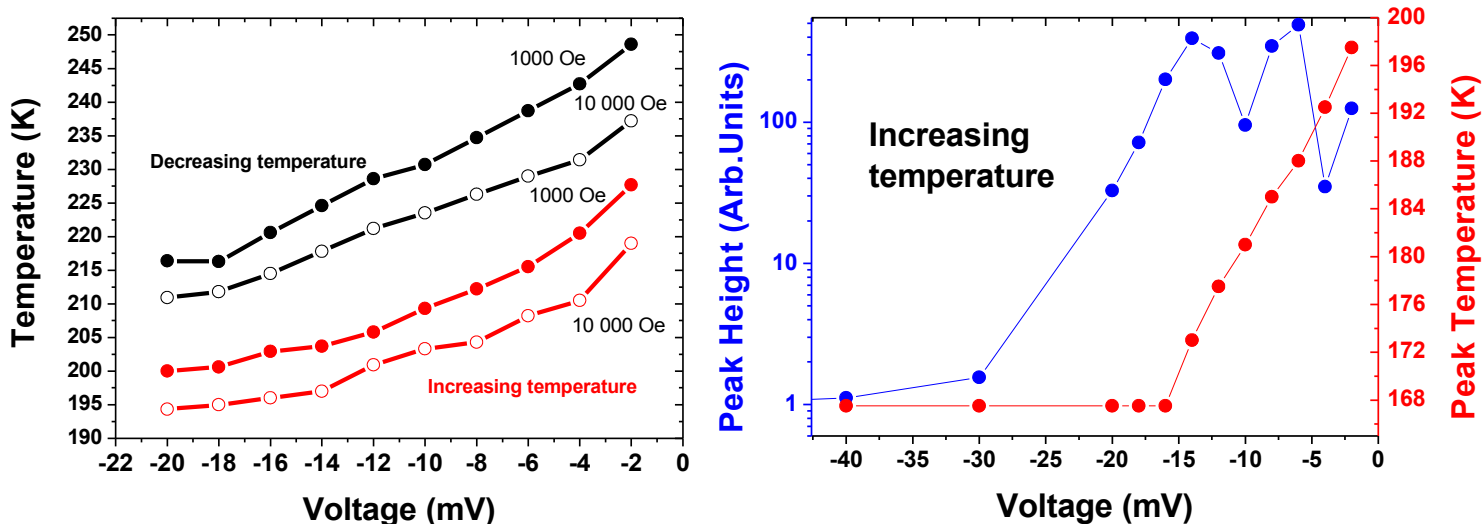 250
245
240
235
230
225
220
215
210
205
200
195
190
Temperature (K)
1000 Oe
10 000 Oe
Decreasing temperature
1000 Oe
10 000 Oe
Increasing temperature
-22 -20 -18 -16 -14 -12 -10 -8 -6 -4 -2 0
Voltage (mV)
Peak Height (Arb.Units)
100
10
1
Increasing
temperature
200
196
192
188
184
180
176
172
168
Peak Temperature (K)
-40 -35 -30 -25 -20 -15 -10 -5 0
Voltage (mV)